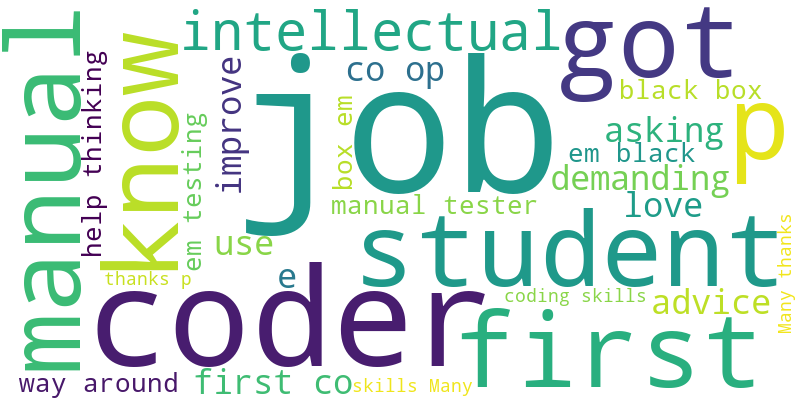 manual
help thinking
know
intellectual
got
job
co op
improve
black box
p
asking
em black
box em
em testing
demanding
manual tester
love
student
use
e
thanks p
coder
coding skills
advice
Many thanks
first
way around
first co
skills Many